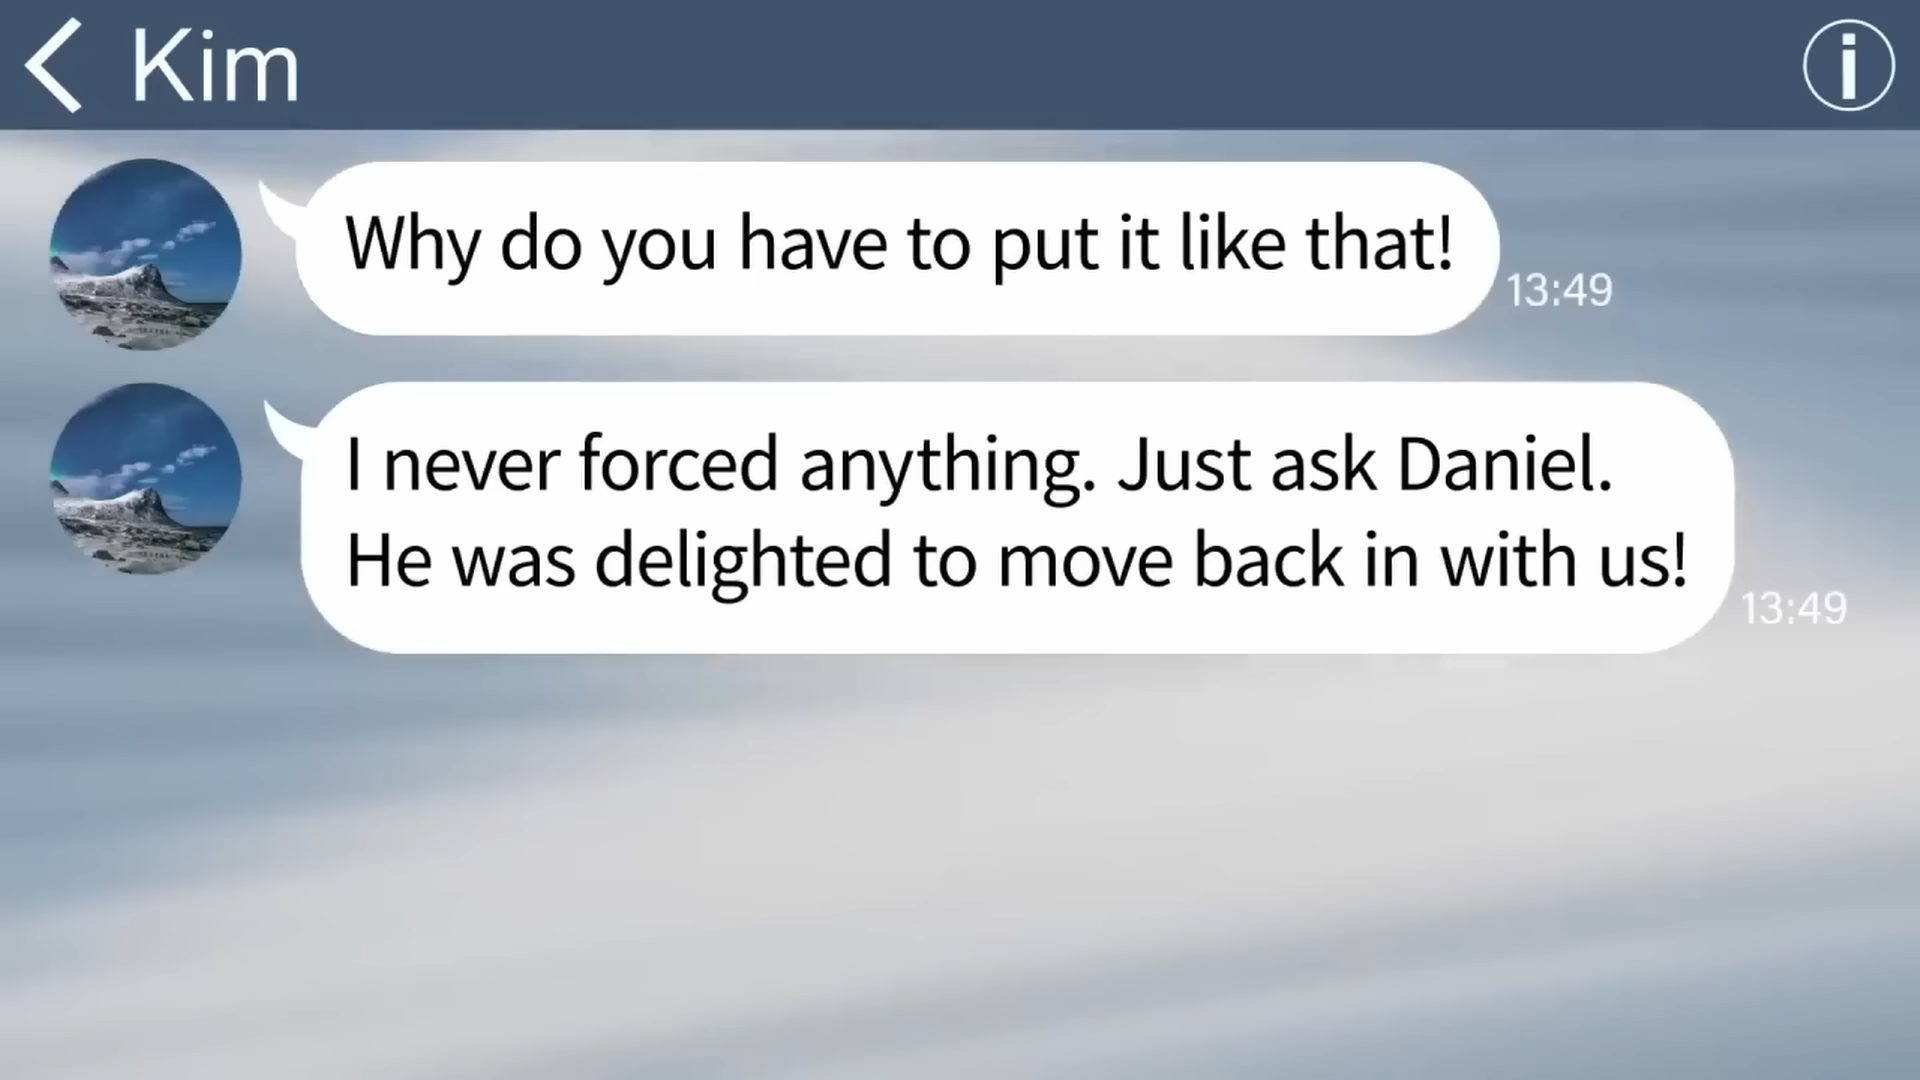 Kim
Why do you have to put it like that!
13:49
I never forced anything. Just ask Daniel.
He was delighted to move back in with us!
13:49